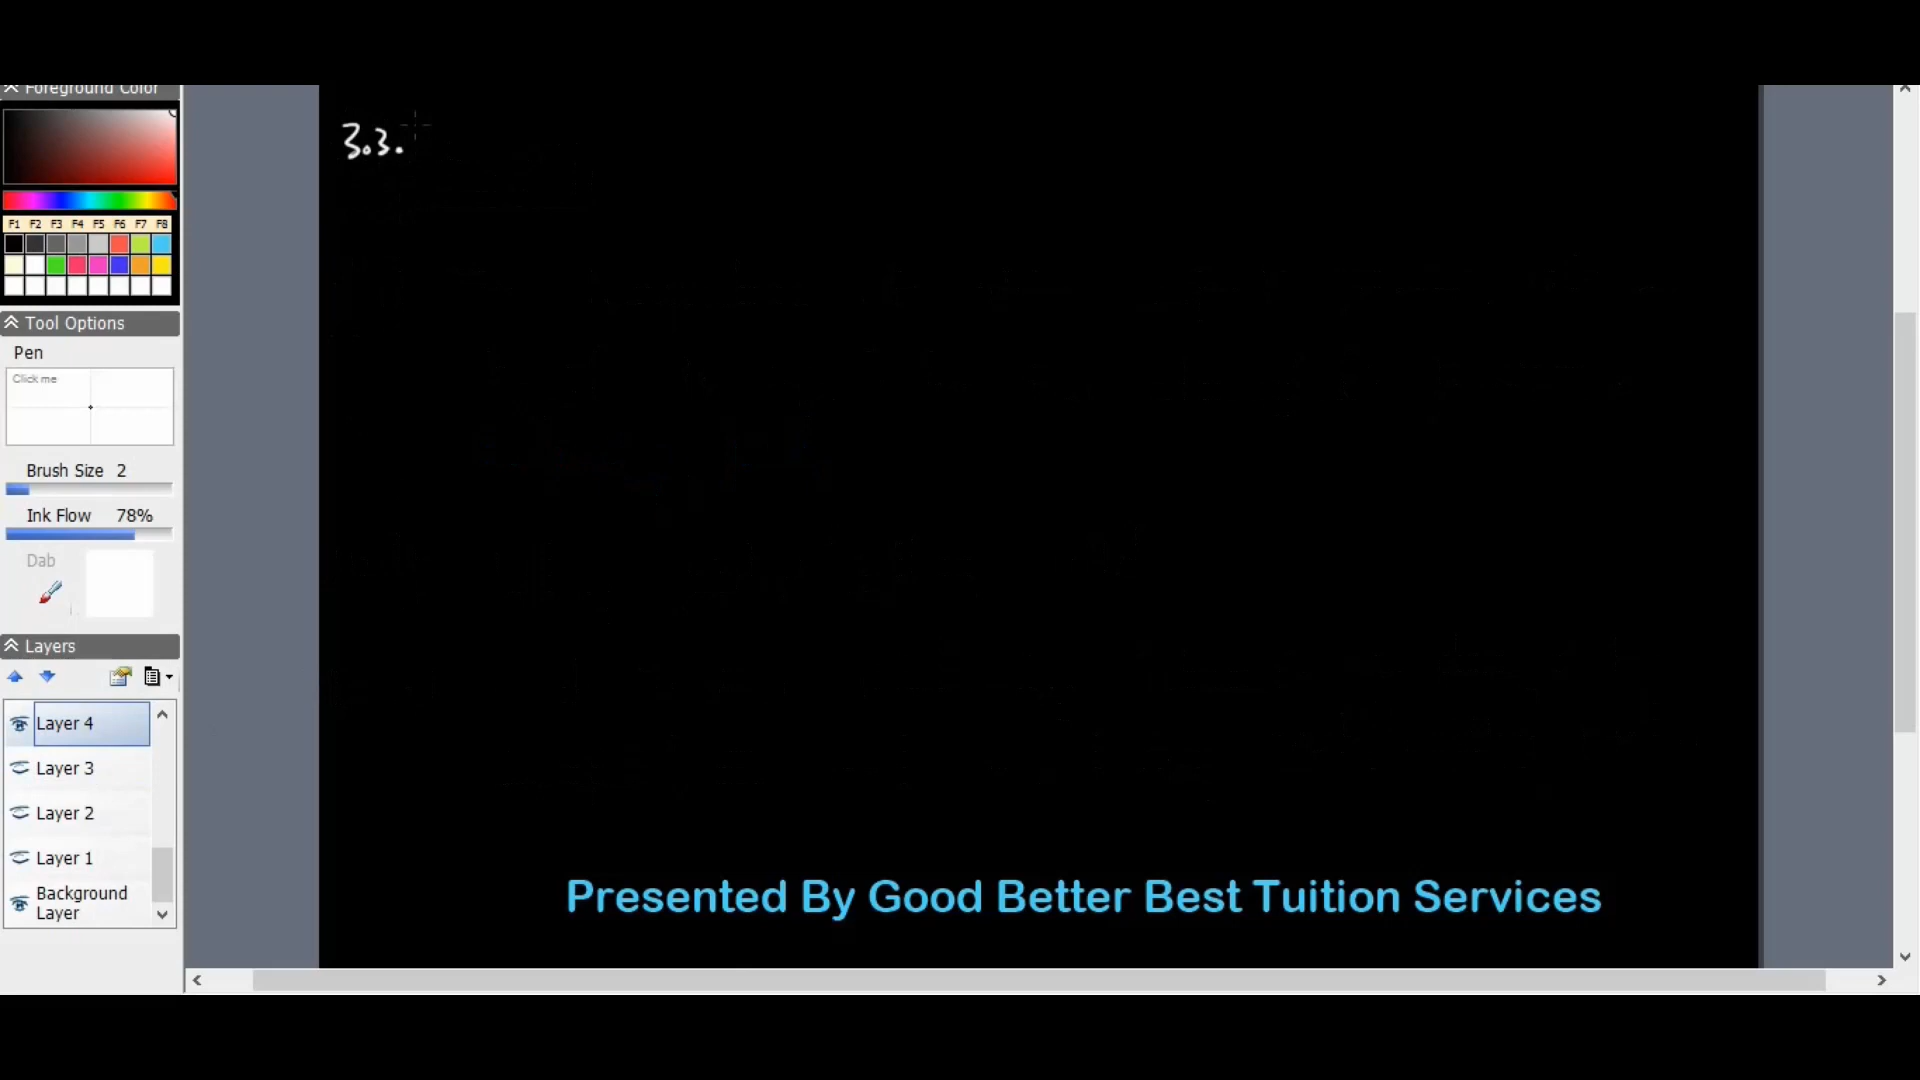 Foreground Color
3.3.
F1 F2 F3 F4 F5 F6 F7 F8
Tool Options
Pen
Click me
Brush Size 2
Ink Flow 78%
Dab
Layers
Layer 4
Layer 3
Layer 2
Layer 1
Background
Layer
Presented By Good Better Best Tuition Services